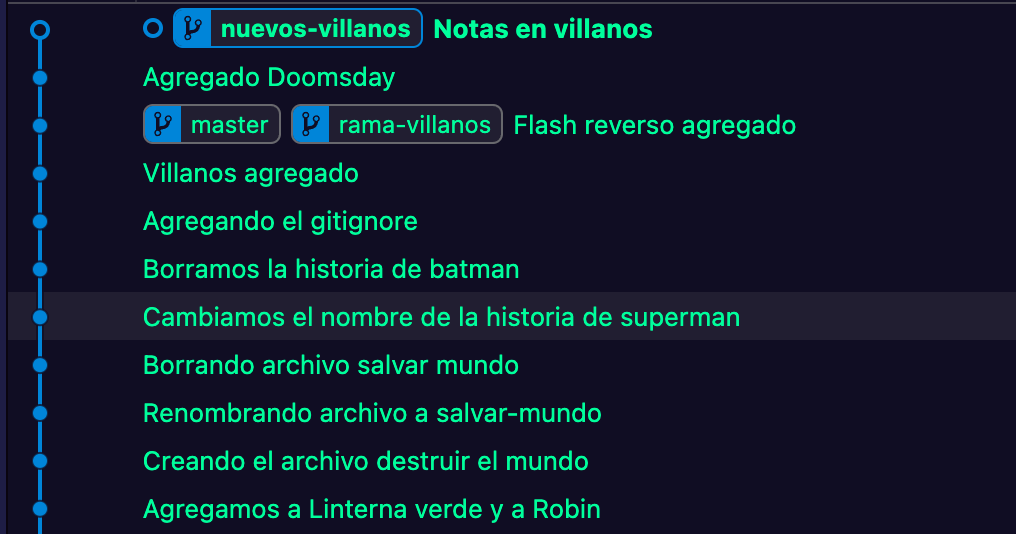 nuevos-villanos Notas en villanos
Agregado Doomsday
master rama-villanos Flash reverso agregado
Villanos agregado
Agregando el gitignore
Borramos la historia de batman
Cambiamos el nombre de la historia de superman
Borrando archivo salvar mundo
Renombrando archivo a salvar-mundo
Creando el archivo destruir el mundo
Agregamos a Linterna verde y a Robin